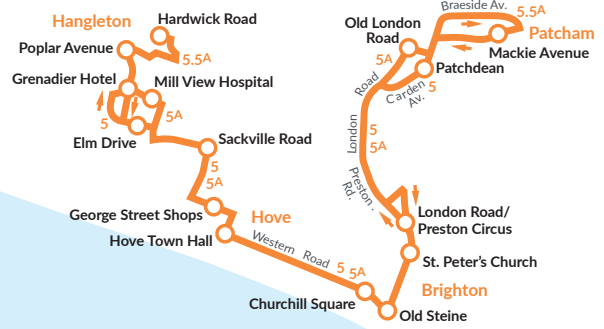 Hangleton
Hardwick Road
Poplar Avenue
5.5A
Grenadier Hotel
Mill View Hospital
5
5A
Elm Drive
Sackville Road
5
5A
George Street Shops
Hove
Hove Town Hall
Western Road
5 5A
Churchill Square
Old Steine
Brighton
St. Peter's Church
London Road/
Preston Circus
Preston .
Rd.
5
5A
London Road
Carden
Av.
5
5A
Old London
Road
Patchdean
Mackie Avenue
Patcham
Braeside Av.
5.5A